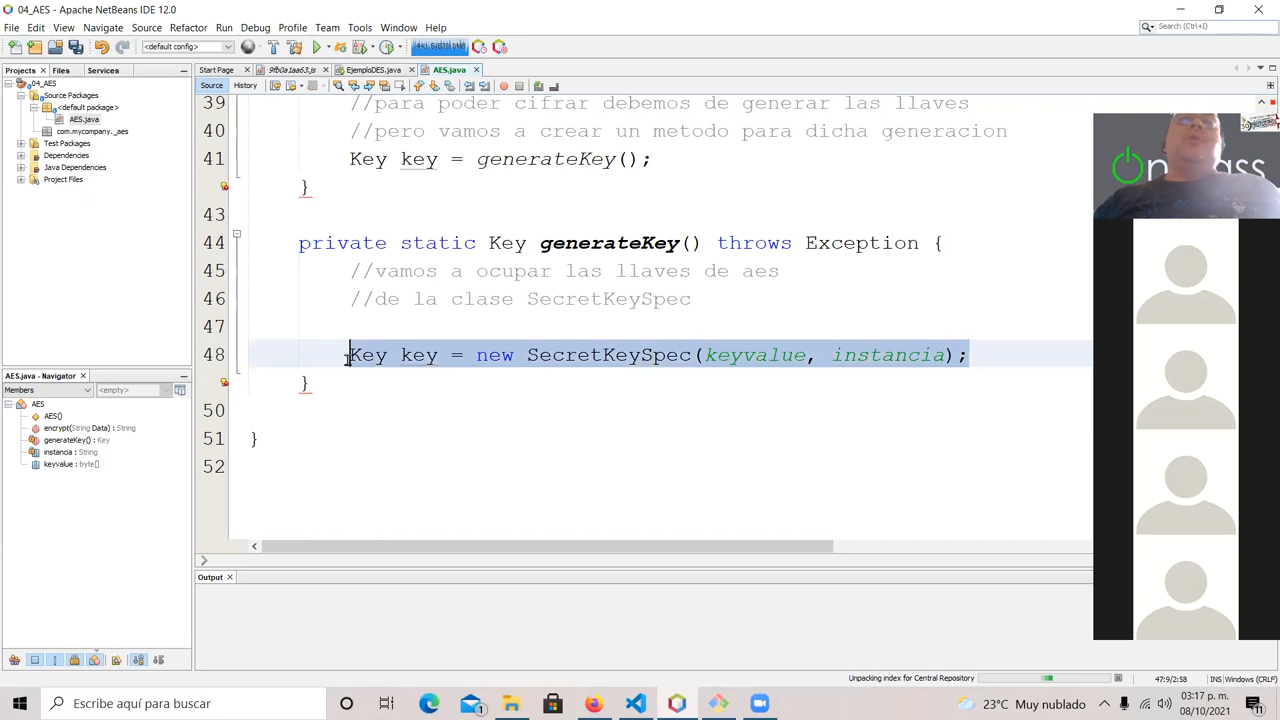 04_AES - Apache NetBeans IDE 12.0
File Edit View Navigate Source Refactor Run Debug Profile Team Tools Window Help
Search (Ctrl+I)
<default config>
Projects Files Services
Start Page 9fb0a1aa63.js EjemploDES.java AES.java
Source History
04_AES
Source Packages
<default package>
AES.java
com.mycompany._aes
Test Packages
Dependencies
Java Dependencies
Project Files
39 //para poder cifrar debemos de generar las llaves
40 //pero vamos a crear un metodo para dicha generacion
41 Key key = generateKey();
}
43
44 private static Key generateKey() throws Exception {
45 //vamos a ocupar las llaves de aes
46 //de la clase SecretKeySpec
47
48 Key key = new SecretKeySpec(keyvalue, instancia);
}
50
51 }
52
AES.java - Navigator
Members <empty>
AES
AES()
encrypt(String Data) : String
generateKey() : Key
instancia : String
keyvalue : byte[]
Output
Unpacking index for Central Repository 47:9/2:58 INS Windows (CRLF)
Escribe aquí para buscar
23°C Muy nublado
03:17 p. m.
08/10/2021